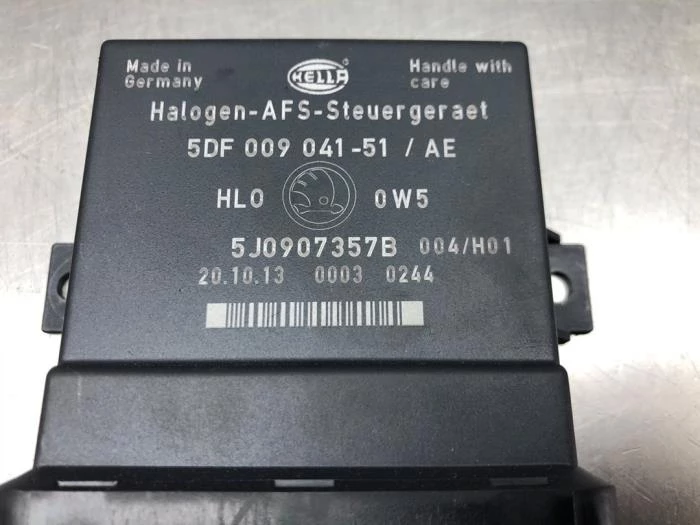 Made in Germany
HELLA
Handle with care
Halogen-AFS-Steuergeraet
5DF 009 041-51 / AE
HL0 0W5
5J0907357B 004/H01
20.10.13 0003 0244